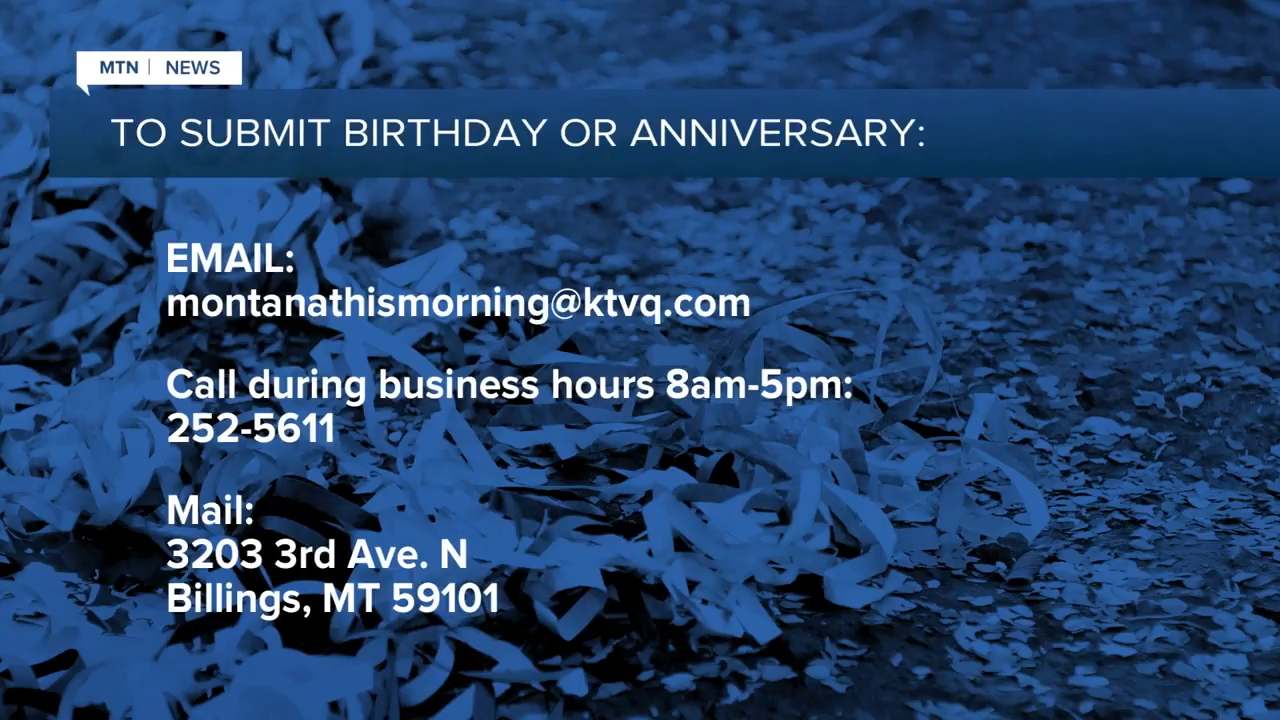 MTN | NEWS
TO SUBMIT BIRTHDAY OR ANNIVERSARY:
EMAIL:
montanathismorning@ktvq.com
Call during business hours 8am-5pm:
252-5611
Mail:
3203 3rd Ave. N
Billings, MT 59101